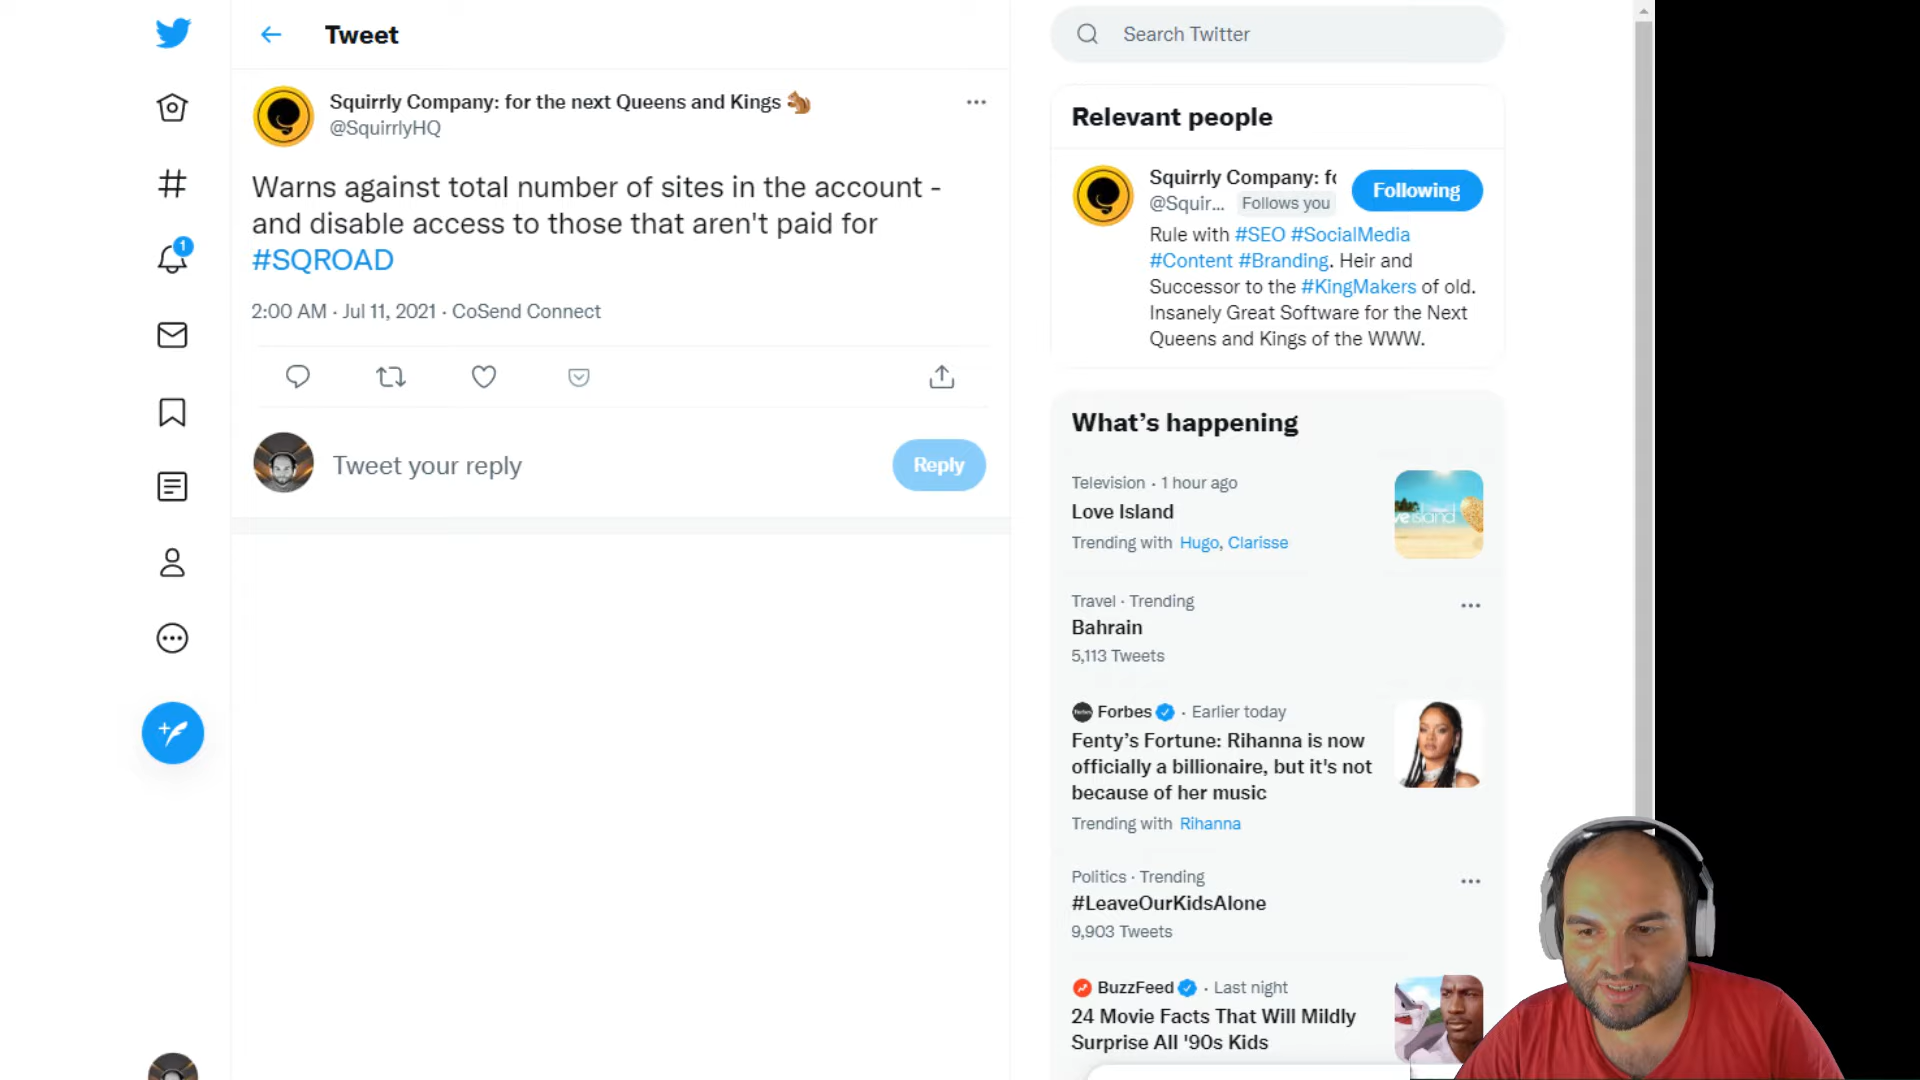 Tweet
Squirrly Company: for the next Queens and Kings 🐿️
@SquirrlyHQ
Warns against total number of sites in the account -
and disable access to those that aren't paid for
#SQROAD
2:00 AM · Jul 11, 2021 · CoSend Connect
Tweet your reply
Reply
1
Search Twitter
Relevant people
Squirrly Company: fo
@Squir... Follows you
Following
Rule with #SEO #SocialMedia
#Content #Branding. Heir and
Successor to the #KingMakers of old.
Insanely Great Software for the Next
Queens and Kings of the WWW.
What's happening
Television · 1 hour ago
Love Island
Trending with Hugo, Clarisse
ve island
Travel · Trending
Bahrain
5,113 Tweets
Forbes · Earlier today
Fenty's Fortune: Rihanna is now
officially a billionaire, but it's not
because of her music
Trending with Rihanna
Politics · Trending
#LeaveOurKidsAlone
9,903 Tweets
BuzzFeed · Last night
24 Movie Facts That Will Mildly
Surprise All '90s Kids